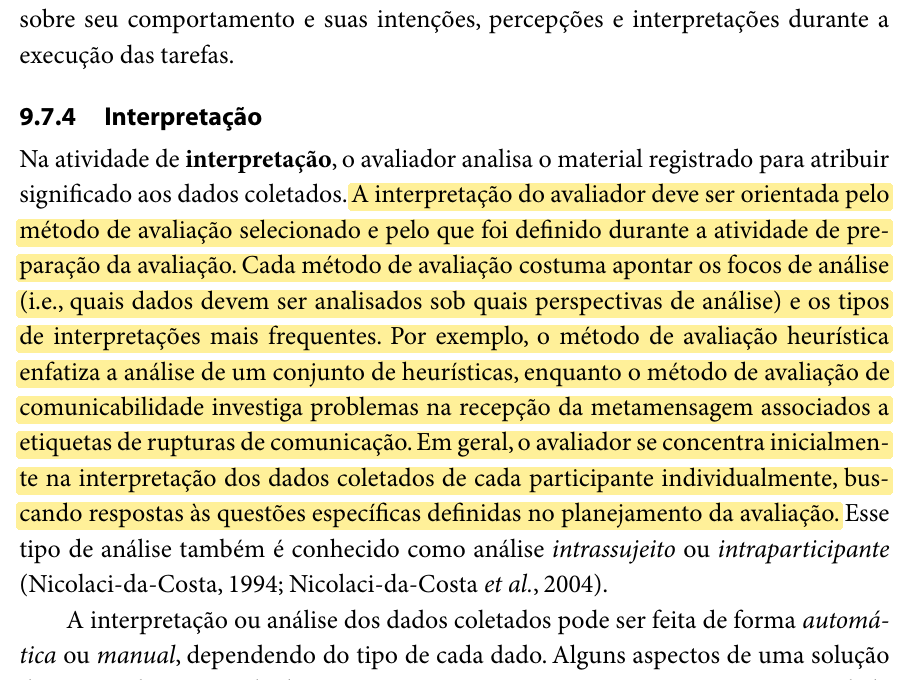 sobre seu comportamento e suas intenções, percepções e interpretações durante a
execução das tarefas.
9.7.4 Interpretação
Na atividade de interpretação, o avaliador analisa o material registrado para atribuir
significado aos dados coletados. A interpretação do avaliador deve ser orientada pelo
método de avaliação selecionado e pelo que foi definido durante a atividade de pre-
paração da avaliação. Cada método de avaliação costuma apontar os focos de análise
(i.e., quais dados devem ser analisados sob quais perspectivas de análise) e os tipos
de interpretações mais frequentes. Por exemplo, o método de avaliação heurística
enfatiza a análise de um conjunto de heurísticas, enquanto o método de avaliação de
comunicabilidade investiga problemas na recepção da metamensagem associados a
etiquetas de rupturas de comunicação. Em geral, o avaliador se concentra inicialmen-
te na interpretação dos dados coletados de cada participante individualmente, bus-
cando respostas às questões específicas definidas no planejamento da avaliação. Esse
tipo de análise também é conhecido como análise intrassujeito ou intraparticipante
(Nicolaci-da-Costa, 1994; Nicolaci-da-Costa et al., 2004).
A interpretação ou análise dos dados coletados pode ser feita de forma automá-
tica ou manual, dependendo do tipo de cada dado. Alguns aspectos de uma solução